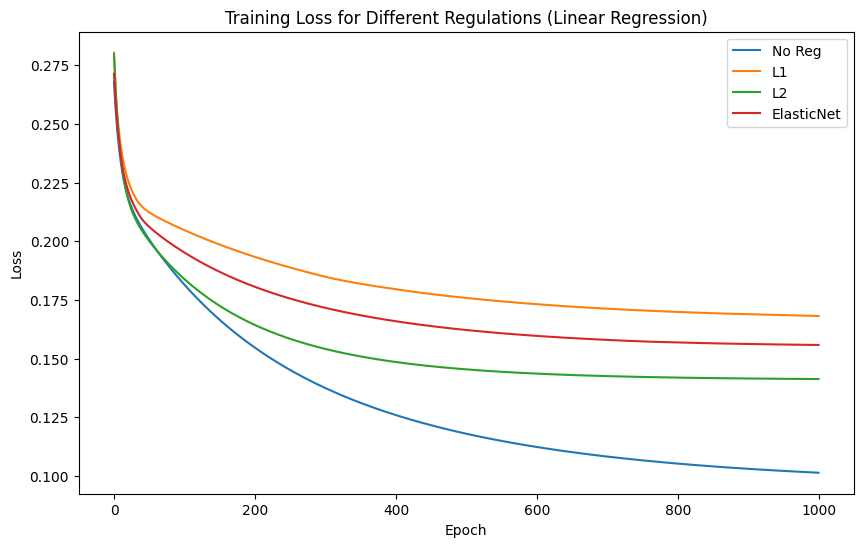 Training Loss for Different Regulations (Linear Regression)
No Reg
L1
L2
ElasticNet
Loss
0.275
0.250
0.225
0.200
0.175
0.150
0.125
0.100
0 200 400 600 800 1000
Epoch